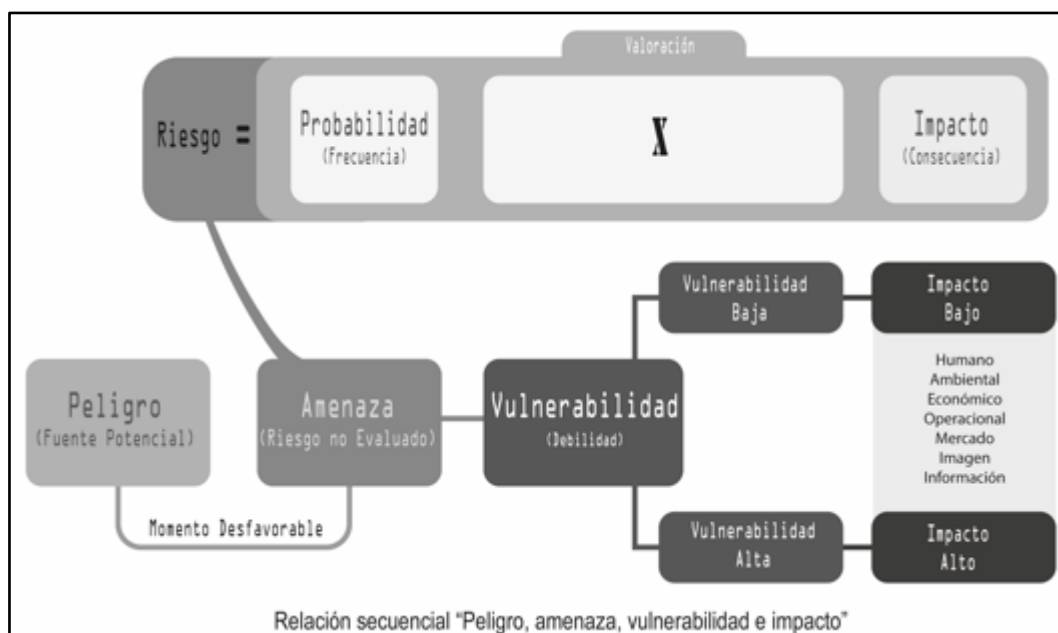 Valoración
Riesgo =
Probabilidad
(Frecuencia)
X
Impacto
(Consecuencia)
Peligro
(Fuente Potencial)
Momento Desfavorable
Amenaza
(Riesgo no Evaluado)
Vulnerabilidad
(Debilidad)
Vulnerabilidad
Baja
Impacto
Bajo
Humano
Ambiental
Económico
Operacional
Mercado
Imagen
Información
Vulnerabilidad
Alta
Impacto
Alto
Relación secuencial “Peligro, amenaza, vulnerabilidad e impacto”